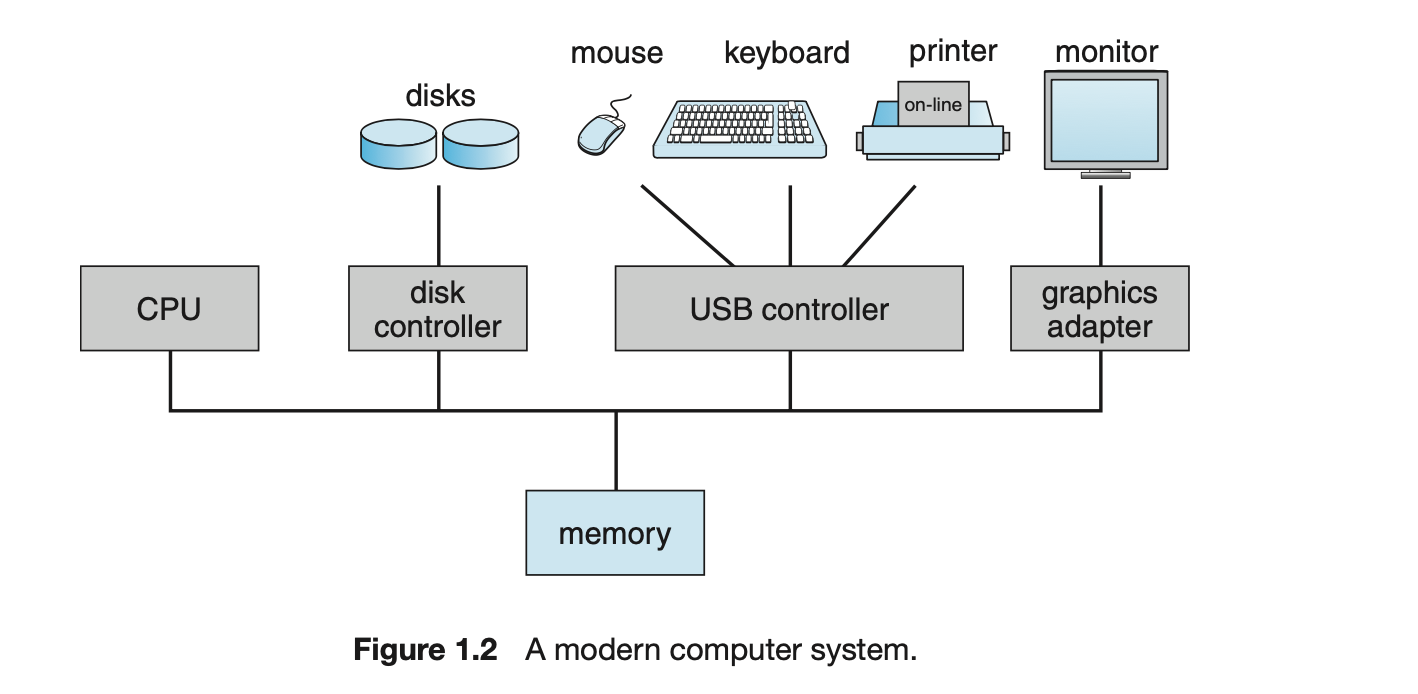 mouse
keyboard
printer
monitor
disks
on-line
CPU
disk
controller
USB controller
graphics
adapter
memory
Figure 1.2 A modern computer system.